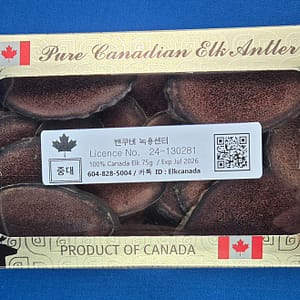 Pure Canadian Elk Antler
밴쿠버 녹용센터
Licence No. 24-130281
100% Canada Elk 75g / Exp Jul 2026
중대
604-828-5004 / 카톡 ID : Elkcanada
PRODUCT OF CANADA